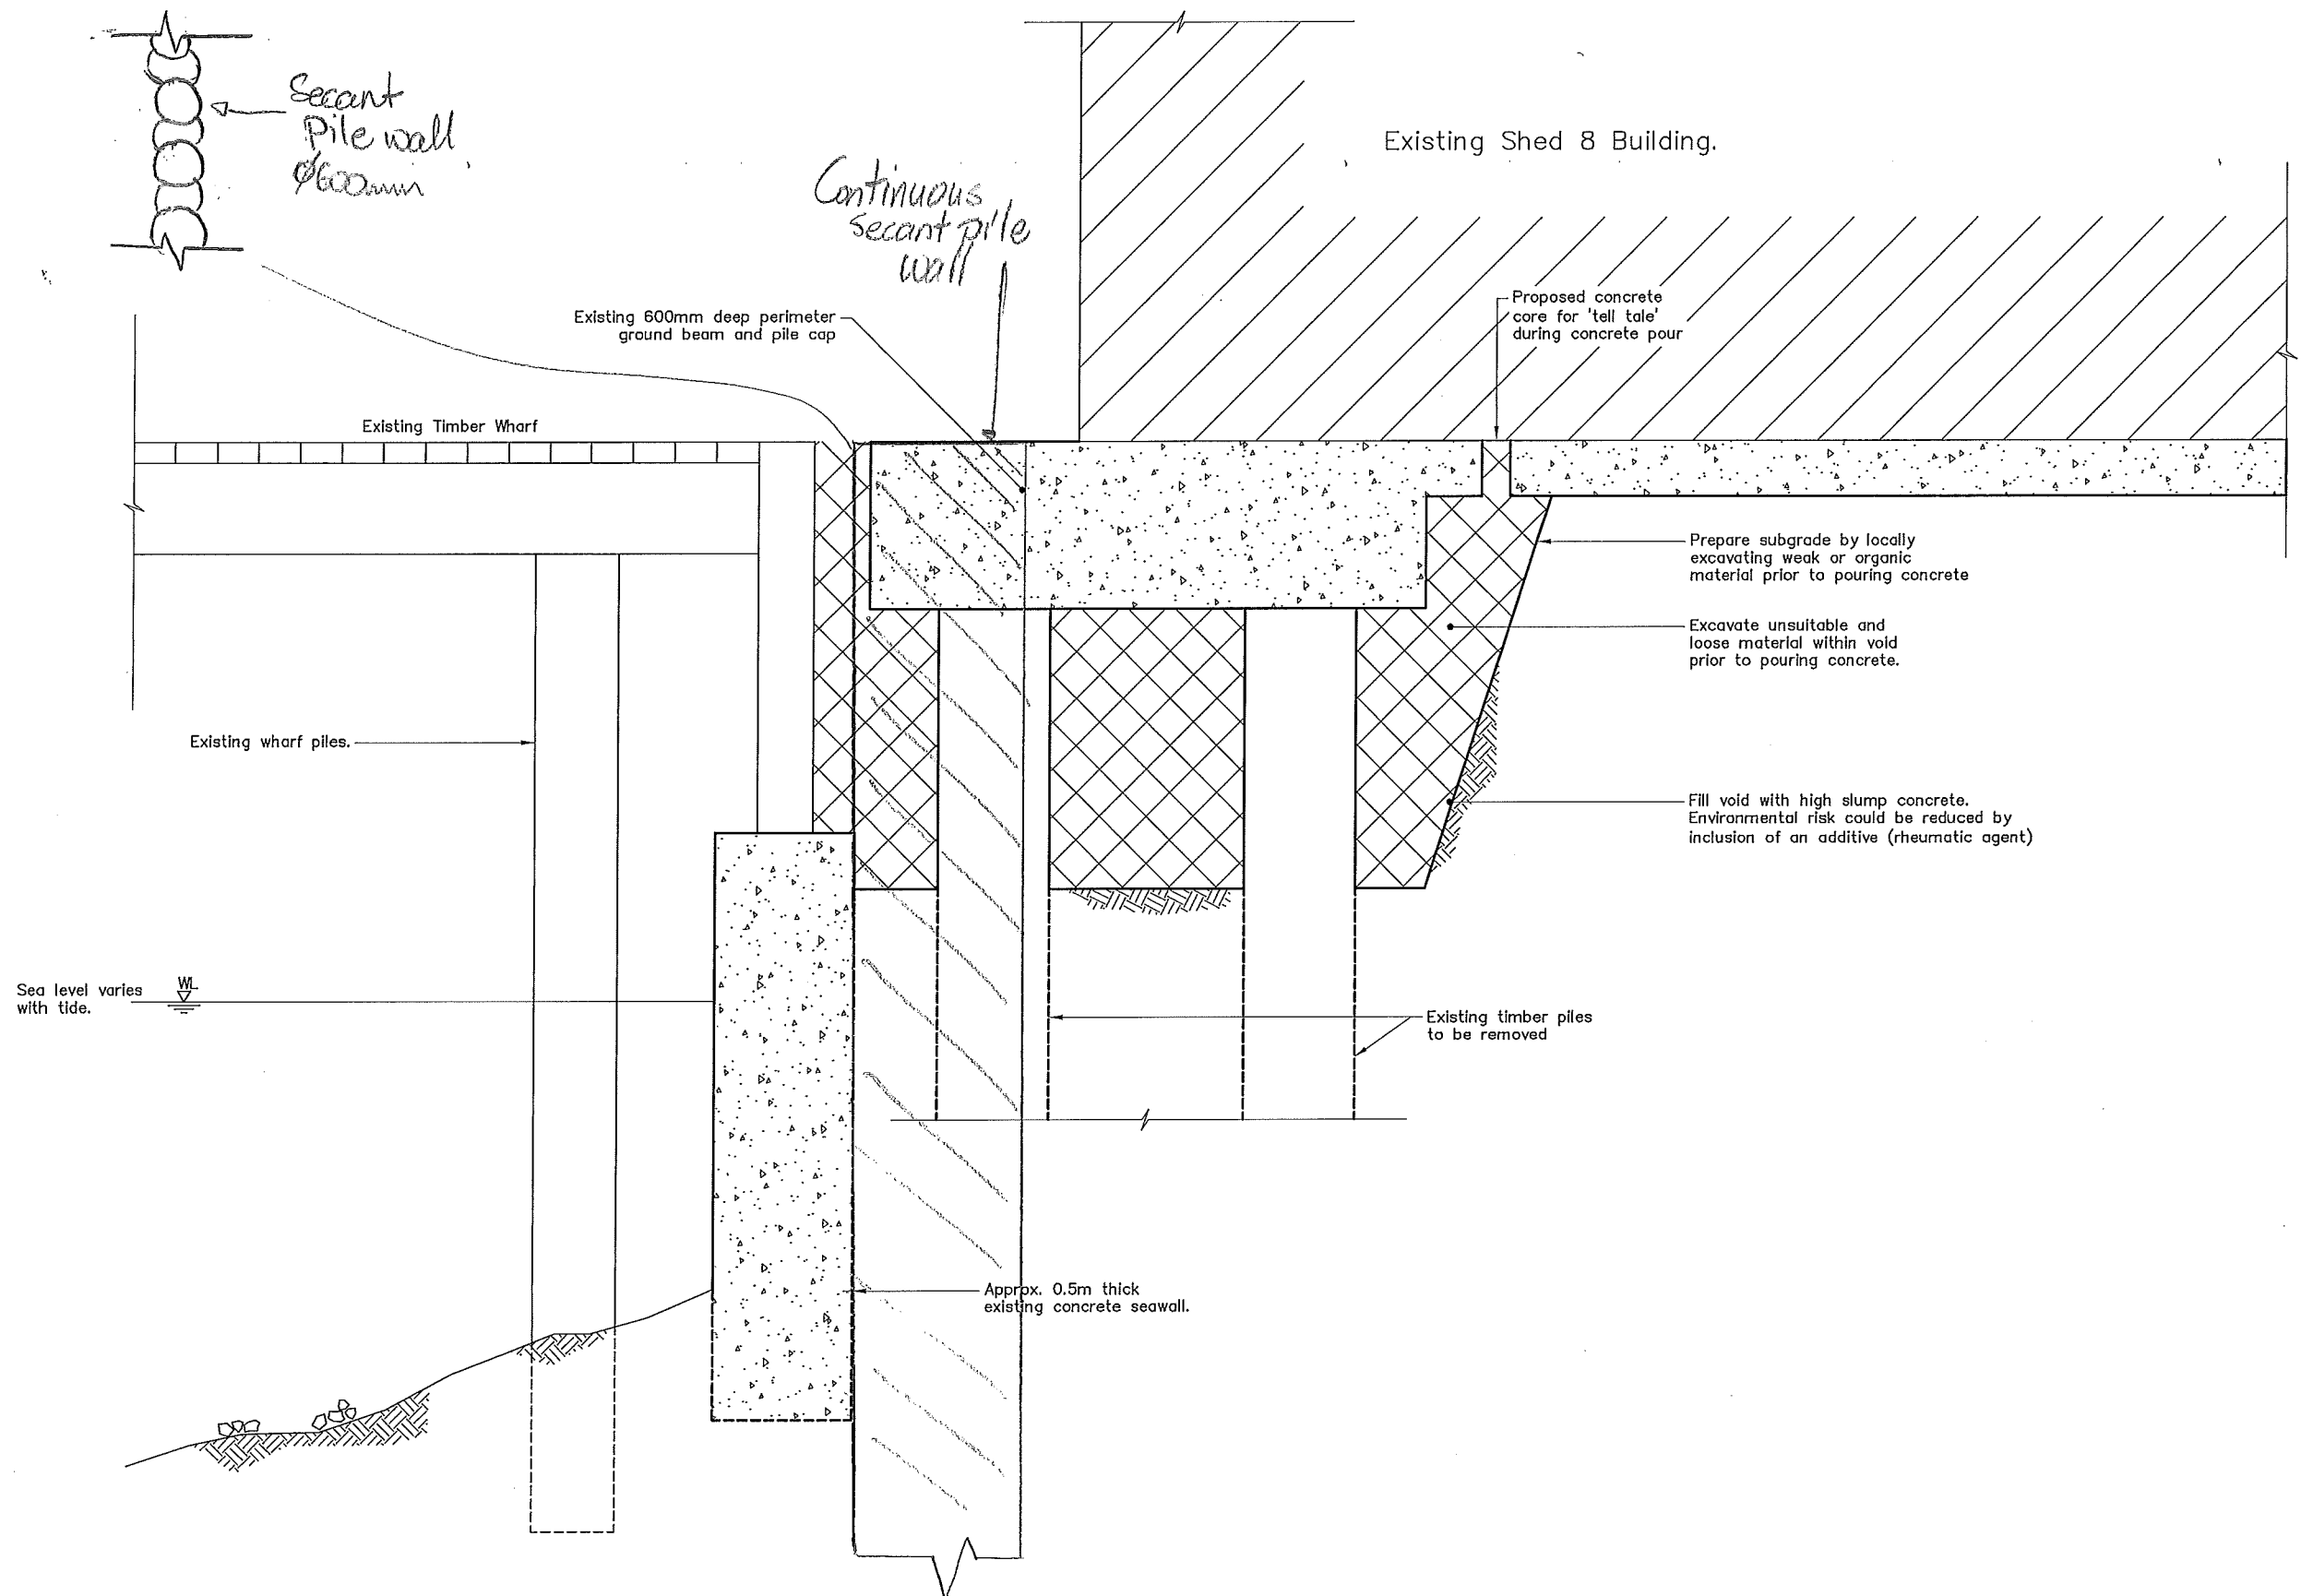 Secant
Pile wall
Ø600mm
Existing Shed 8 Building.
Continuous
secant pile
wall
Existing 600mm deep perimeter
ground beam and pile cap
Proposed concrete
core for 'tell tale'
during concrete pour
Existing Timber Wharf
Prepare subgrade by locally
excavating weak or organic
material prior to pouring concrete
Excavate unsuitable and
loose material within void
prior to pouring concrete.
Existing wharf piles.
Fill void with high slump concrete.
Environmental risk could be reduced by
inclusion of an additive (rheumatic agent)
Sea level varies
with tide.
WL
Existing timber piles
to be removed
Approx. 0.5m thick
existing concrete seawall.